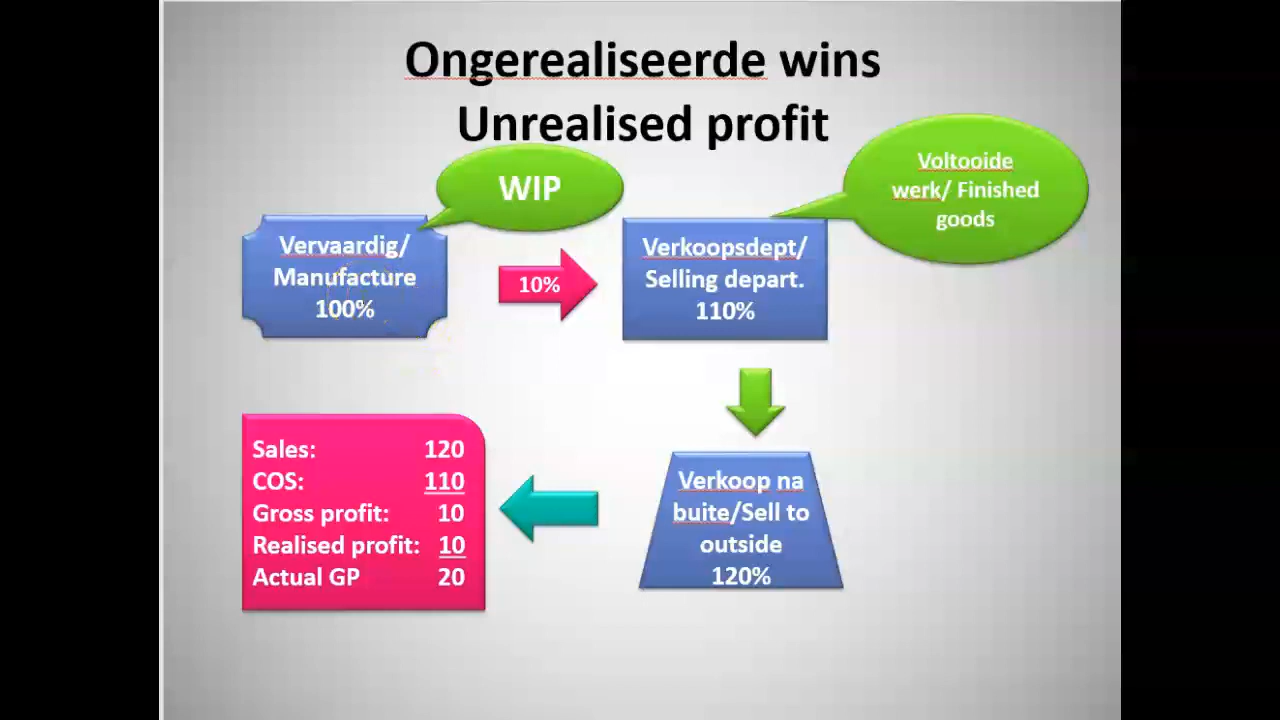 Ongerealiseerde wins
Unrealised profit
WIP
Voltooide
werk/ Finished
goods
Vervaardig/
Manufacture
100%
10%
Verkoopsdept/
Selling depart.
110%
Sales: 120
COS: 110
Gross profit: 10
Realised profit: 10
Actual GP 20
Verkoop na
buite/Sell to
outside
120%